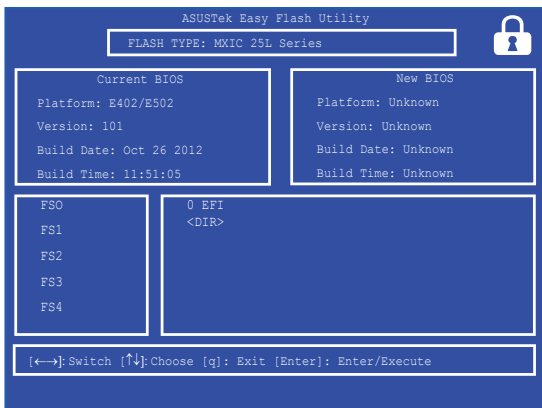 ASUSTek Easy Flash Utility
FLASH TYPE: MXIC 25L Series
Current BIOS
Platform: E402/E502
Version: 101
Build Date: Oct 26 2012
Build Time: 11:51:05
New BIOS
Platform: Unknown
Version: Unknown
Build Date: Unknown
Build Time: Unknown
FSO
FS1
FS2
FS3
FS4
0 EFI
<DIR>
[←→]: Switch [↑↓]: Choose [q]: Exit [Enter]: Enter/Execute